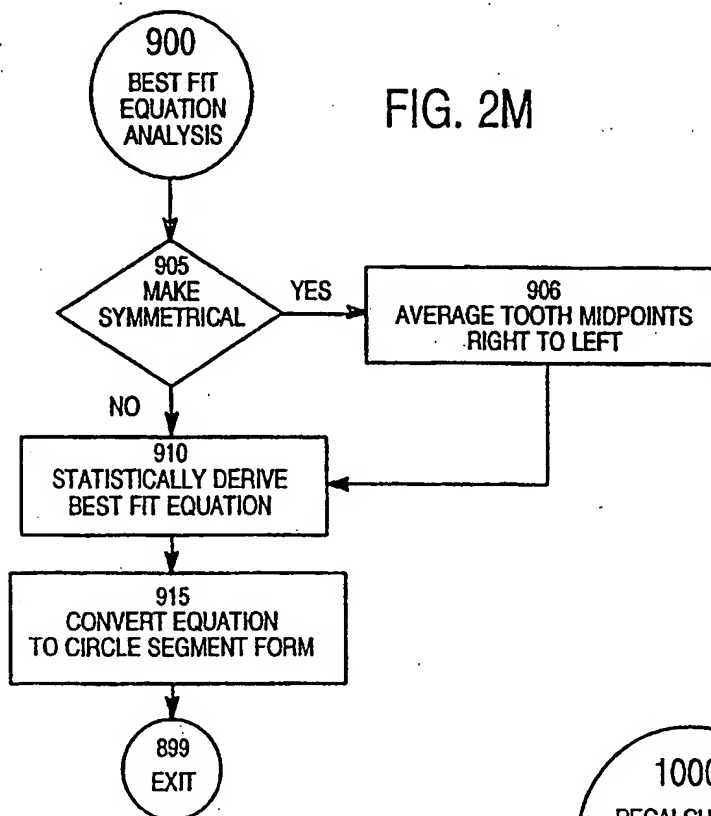 900
BEST FIT
EQUATION
ANALYSIS
FIG. 2M
905
MAKE
SYMMETRICAL
YES
906
AVERAGE TOOTH MIDPOINTS
RIGHT TO LEFT
NO
910
STATISTICALLY DERIVE
BEST FIT EQUATION
915
CONVERT EQUATION
TO CIRCLE SEGMENT FORM
899
EXIT